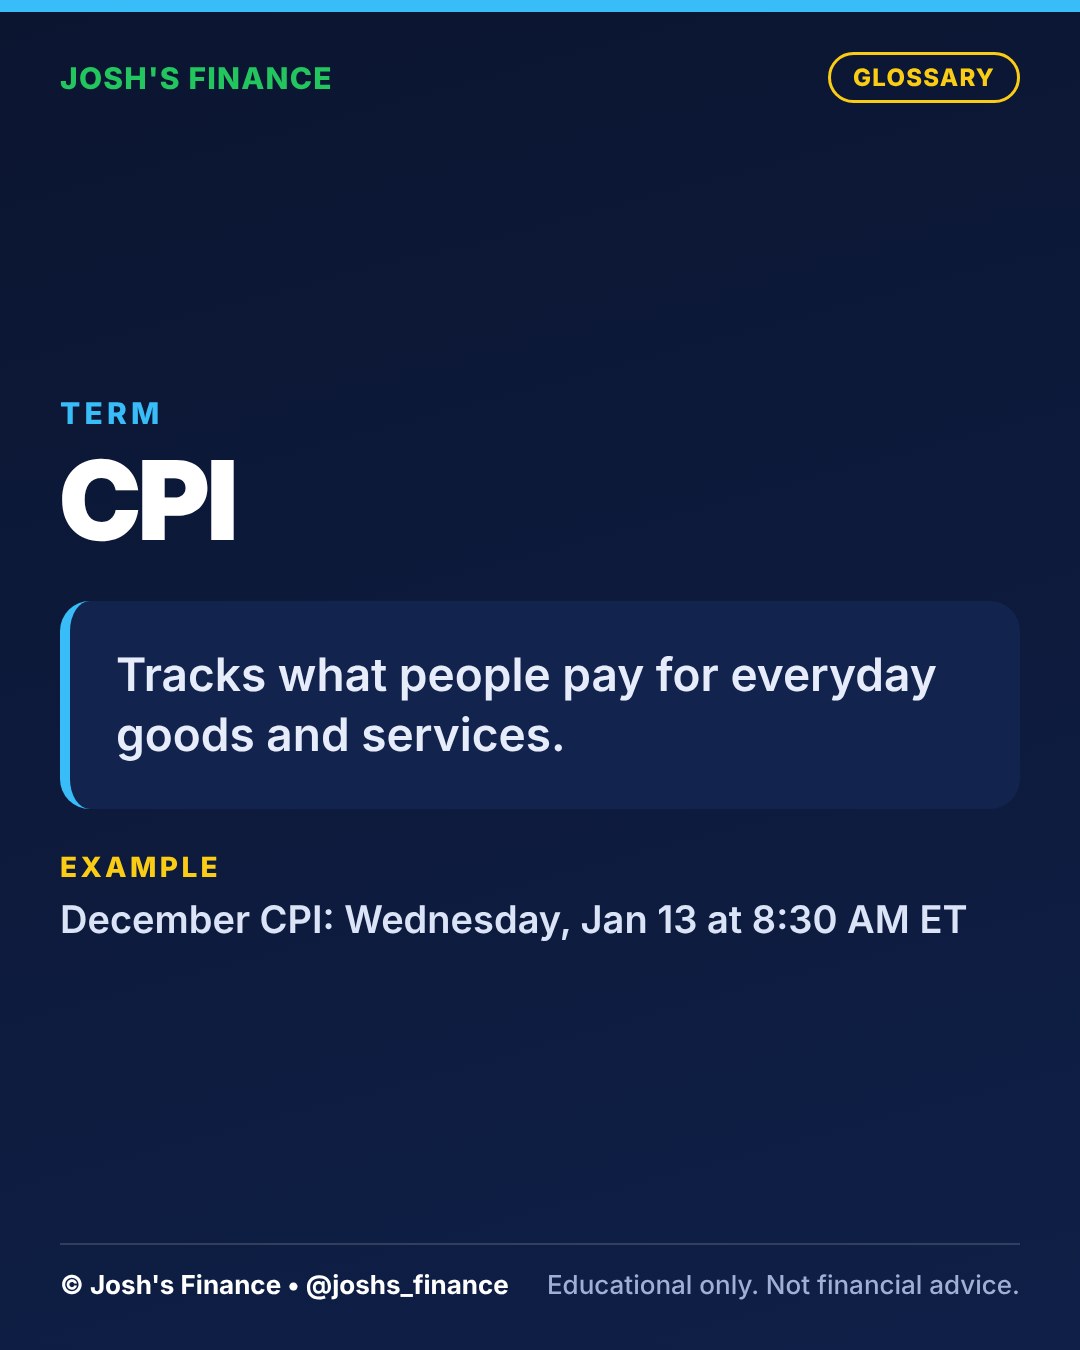 JOSH'S FINANCE
GLOSSARY
TERM
CPI
Tracks what people pay for everyday
goods and services.
EXAMPLE
December CPI: Wednesday, Jan 13 at 8:30 AM ET
© Josh's Finance • @joshs_finance
Educational only. Not financial advice.